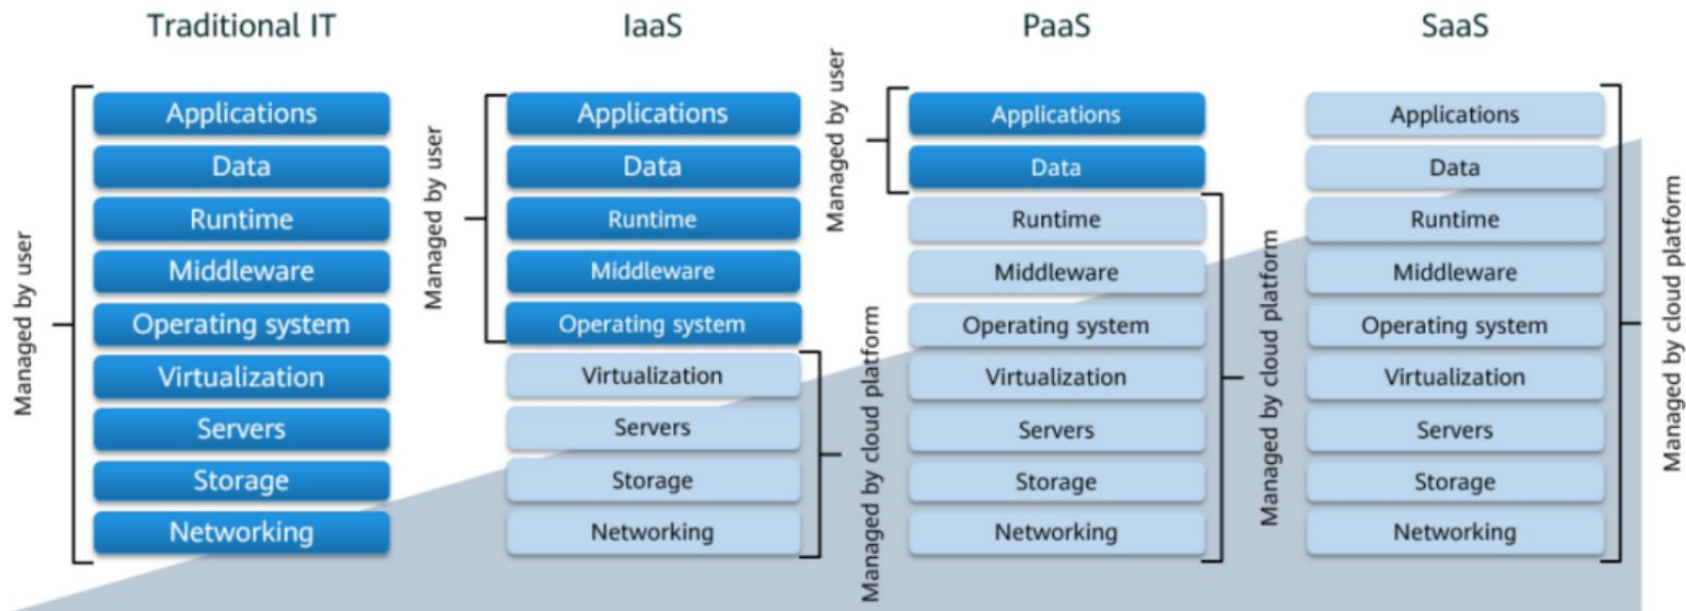 Traditional IT
Managed by user
Applications
Data
Runtime
Middleware
Operating system
Virtualization
Servers
Storage
Networking
IaaS
Managed by user
Applications
Data
Runtime
Middleware
Operating system
Virtualization
Servers
Storage
Networking
Managed by cloud platform
PaaS
Managed by user
Applications
Data
Runtime
Middleware
Operating system
Virtualization
Servers
Storage
Networking
Managed by cloud platform
SaaS
Applications
Data
Runtime
Middleware
Operating system
Virtualization
Servers
Storage
Networking
Managed by cloud platform